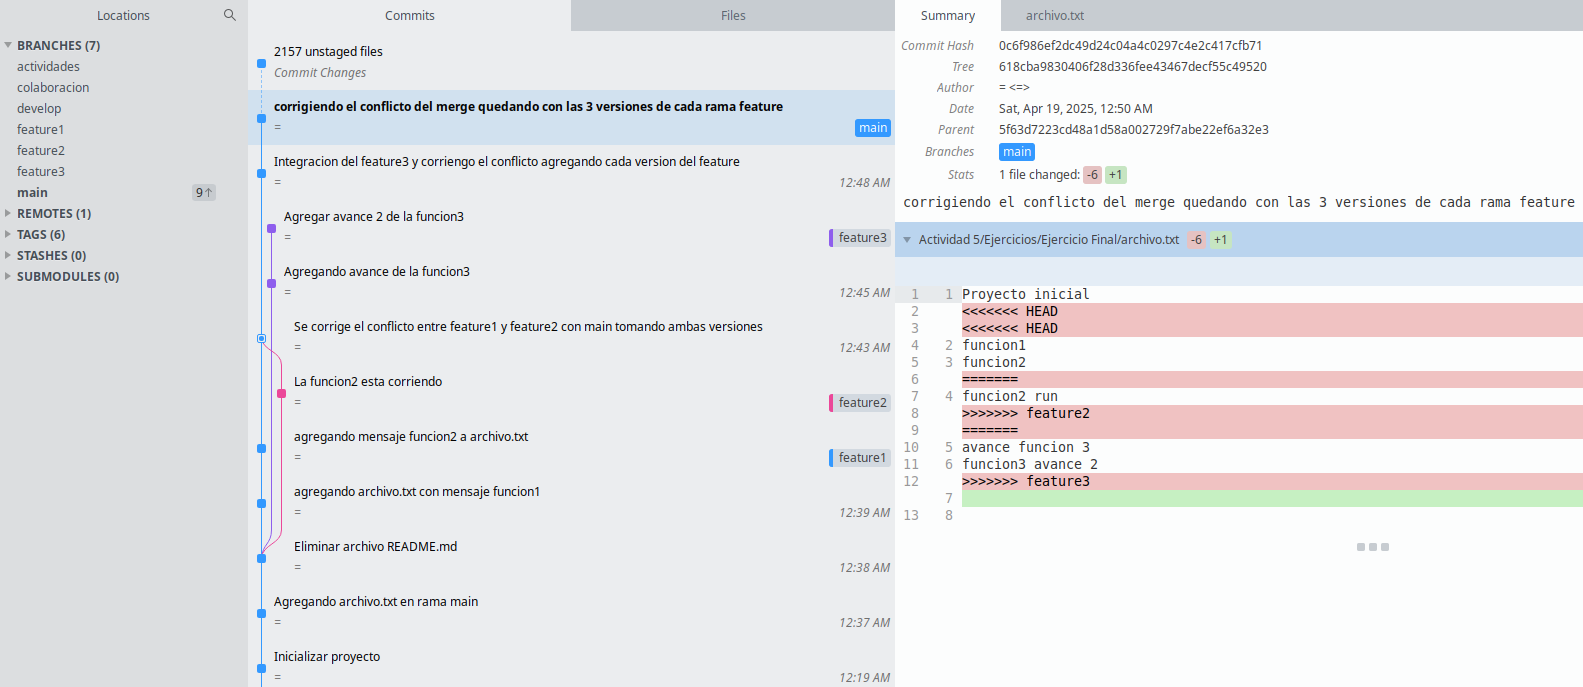 Locations
BRANCHES (7)
actividades
colaboracion
develop
feature1
feature2
feature3
main 9↑
REMOTES (1)
TAGS (6)
STASHES (0)
SUBMODULES (0)
Commits Files
2157 unstaged files
Commit Changes
corrigiendo el conflicto del merge quedando con las 3 versiones de cada rama feature
= main
Integracion del feature3 y corriengo el conflicto agregando cada version del feature
= 12:48 AM
Agregar avance 2 de la funcion3
= feature3
Agregando avance de la funcion3
= 12:45 AM
Se corrige el conflicto entre feature1 y feature2 con main tomando ambas versiones
= 12:43 AM
La funcion2 esta corriendo
= feature2
agregando mensaje funcion2 a archivo.txt
= feature1
agregando archivo.txt con mensaje funcion1
= 12:39 AM
Eliminar archivo README.md
= 12:38 AM
Agregando archivo.txt en rama main
= 12:37 AM
Inicializar proyecto
= 12:19 AM
Summary archivo.txt
Commit Hash 0c6f986ef2dc49d24c04a4c0297c4e2c417cfb71
Tree 618cba9830406f28d336fee43467decf55c49520
Author = <=>
Date Sat, Apr 19, 2025, 12:50 AM
Parent 5f63d7223cd48a1d58a002729f7abe22ef6a32e3
Branches main
Stats 1 file changed: -6 +1
corrigiendo el conflicto del merge quedando con las 3 versiones de cada rama feature
Actividad 5/Ejercicios/Ejercicio Final/archivo.txt -6 +1
1 1 Proyecto inicial
2 <<<<<<< HEAD
3 <<<<<<< HEAD
4 2 funcion1
5 3 funcion2
6 =======
7 4 funcion2 run
8 >>>>>>> feature2
9 =======
10 5 avance funcion 3
11 6 funcion3 avance 2
12 >>>>>>> feature3
7
13 8